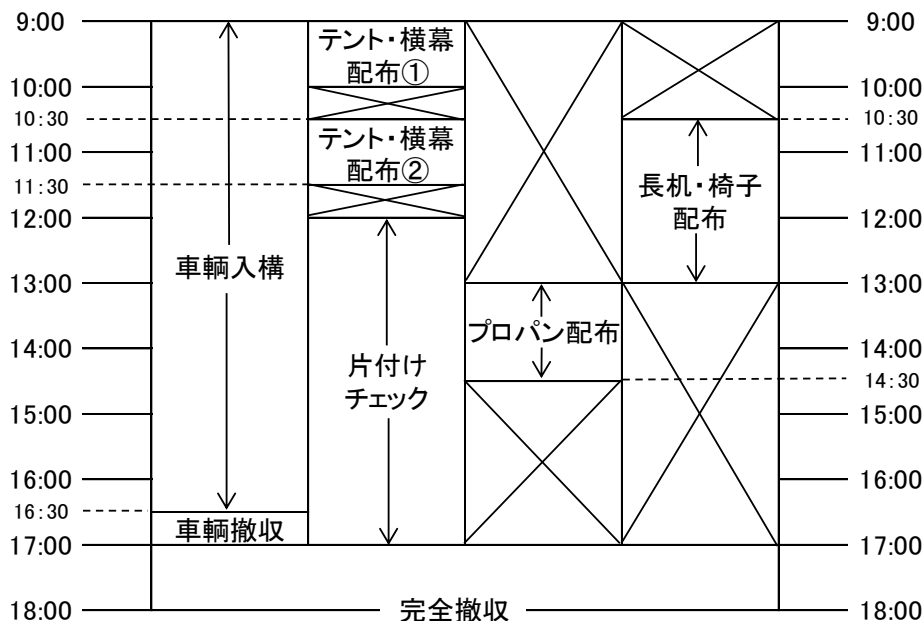 9:00
10:00
10:30
11:00
11:30
12:00
13:00
14:00
15:00
16:00
16:30
17:00
18:00
車輌入構
車輌撤収
テント・横幕
配布①
テント・横幕
配布②
片付け
チェック
プロパン配布
長机・椅子
配布
完全撤収
9:00
10:00
10:30
11:00
12:00
13:00
14:00
14:30
15:00
16:00
17:00
18:00